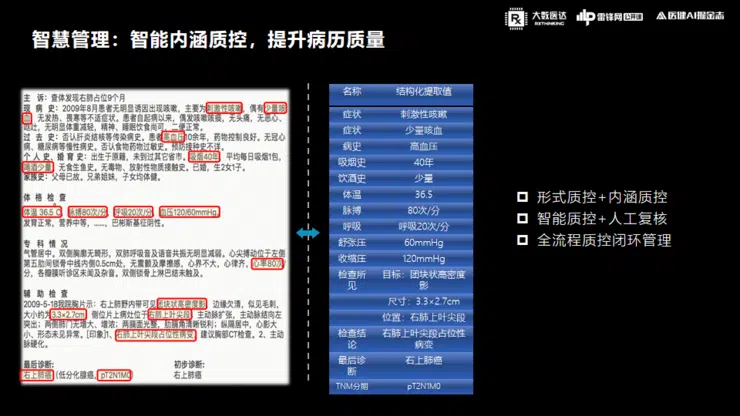 智慧管理：智能内涵质控，提升病历质量
大数医达
RETHINKING
雷锋网 公开课
医健AI掘金志
主 诉：查体发现右肺占位9个月
现 病 史：2009年8月患者无明显诱因出现咳嗽，主要为刺激性咳嗽，偶有少量咳
血，无发热、畏寒等不适症状。患者自起病以来，偶发咳嗽咳痰，无头痛，无恶心、
呕吐，无明显体重减轻，精神、睡眠饮食尚可，二便正常。
过 去 史：否认肝炎结核等传染病史，患者高血压10余年，药物控制良好。无冠心
病、糖尿病等慢性病史。否认食物药物过敏史。预防接种史不详。
个 人 史、婚 育 史：出生于原籍，未到过其它省市。吸烟40年，平均每日吸烟1包，
饮酒少量，无食生鱼史。无毒物、放射性物质接触史。已婚，生2女1子。
家族史：父母已故。兄弟姐妹，子女均体健。
体 格 检 查
体温 36.5 C，脉搏80次/分，呼吸20次/分，血压120/60mmHg，
发育正常，营养中等，……，巴彬斯基征阴性。
专 科 情 况
气管居中。双侧胸廓无畸形，双肺呼吸音及语音共振无明显减弱。心尖搏动位于左侧
第五肋间锁骨中线内侧0.5cm处，无震颤及摩擦感，心界不大，心律齐，心率80次/
分，各瓣膜听诊区未闻及杂音。双侧锁骨上淋巴结未触及。
辅 助 检 查
2009-5-18我院胸片示：右上肺野内带可见团块状高密度影，边缘欠清，似见毛刺，
大小约为3.3×2.7cm，侧位片上病灶位于右肺上叶尖段；主动脉扩张，主动脉结向左
突出；两侧肺门无增大、增浓；两膈面光整，肋膈角清晰锐利；纵隔居中，心影大
小、形态未见异常。[印象]1、右肺上叶尖段占位性病变，建议胸部CT检查。2、主动
脉硬化。
最后诊断： 初步诊断：
右上肺癌（低分化腺癌，pT2N1M0） 右上肺癌
名称 结构化提取值
症状 刺激性咳嗽
症状 少量咳血
病史 高血压
吸烟史 40年
饮酒史 少量
体温 36.5
脉搏 80次/分
呼吸 呼吸20次/分
舒张压 60mmHg
收缩压 120mmHg
检查所见 目标：团块状高密度影
尺寸：3.3×2.7cm
位置：右肺上叶尖段
检查结论 右肺上叶尖段占位性病变
最后诊断 右上肺癌
TNM分期 pT2N1M0
形式质控+内涵质控
智能质控+人工复核
全流程质控闭环管理